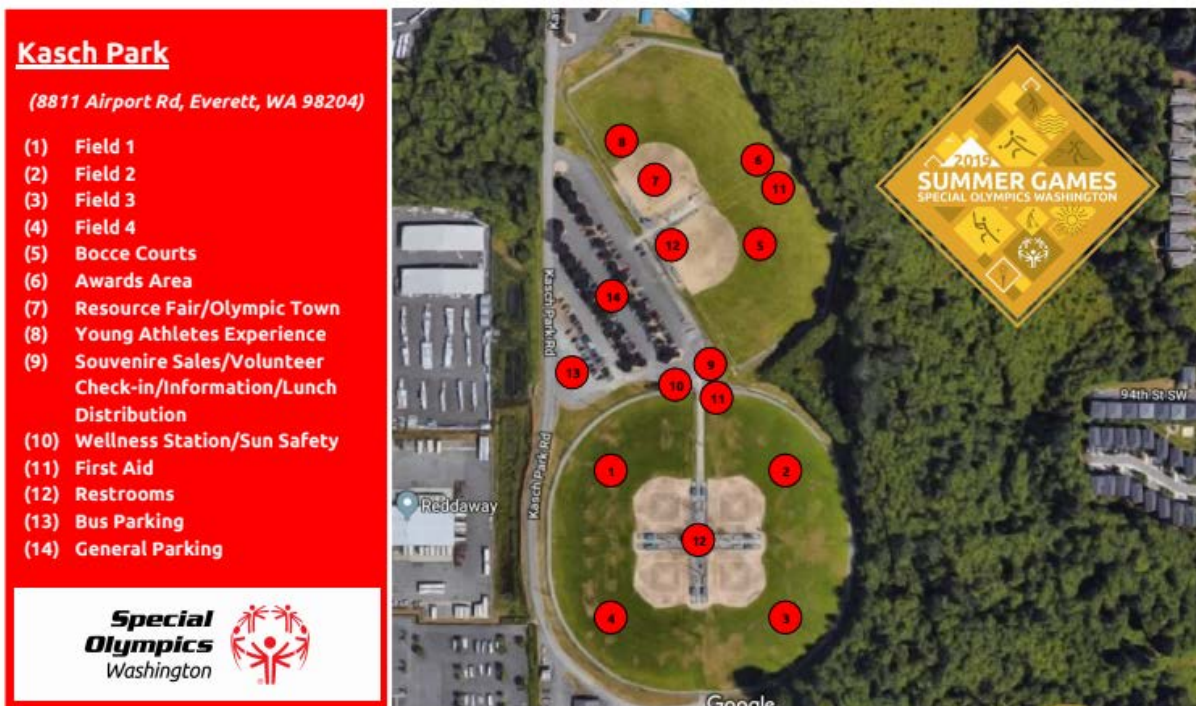 Kasch Park
(8811 Airport Rd, Everett, WA 98204)
(1) Field 1
(2) Field 2
(3) Field 3
(4) Field 4
(5) Bocce Courts
(6) Awards Area
(7) Resource Fair/Olympic Town
(8) Young Athletes Experience
(9) Souvenire Sales/Volunteer
Check-in/Information/Lunch
Distribution
(10) Wellness Station/Sun Safety
(11) First Aid
(12) Restrooms
(13) Bus Parking
(14) General Parking
Special
Olympics
Washington
Kas
8
6
7
11
12
5
Kasch Park Rd
14
9
13
10
11
94th St SW
Kasch Park Rd
1
2
Reddaway
12
4
3
Google
2019
SUMMER GAMES
SPECIAL OLYMPICS WASHINGTON